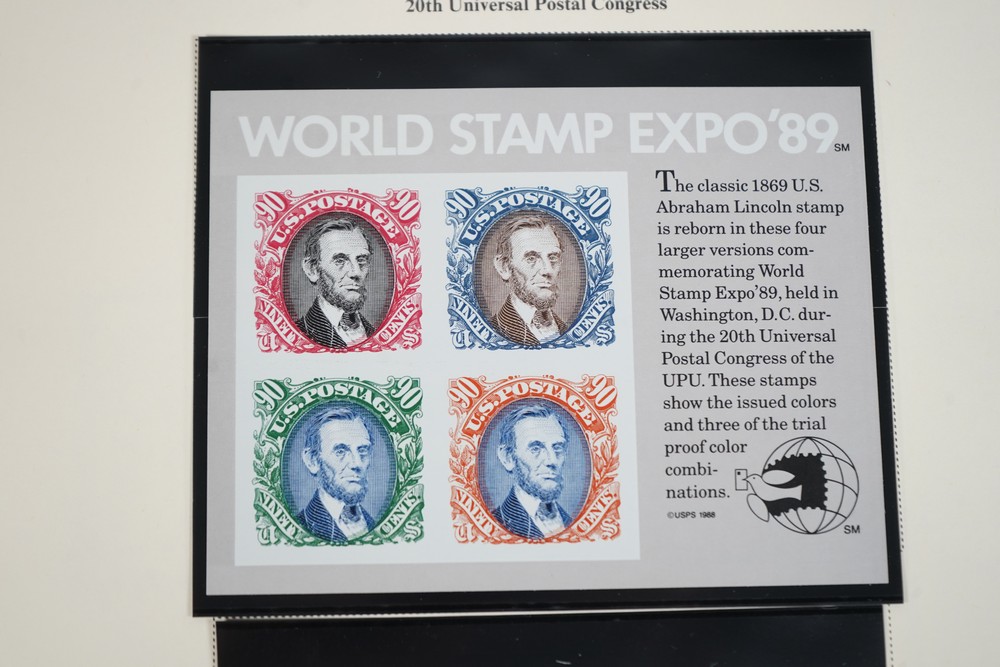 20th Universal Postal Congress
WORLD STAMP EXPO'89 SM
90 U.S. POSTAGE 90
NINETY CENTS.
U S
90 U.S. POSTAGE 90
NINETY CENTS.
U S
90 U.S. POSTAGE 90
NINETY CENTS.
U S
90 U.S. POSTAGE 90
NINETY CENTS.
U S
The classic 1869 U.S.
Abraham Lincoln stamp
is reborn in these four
larger versions com-
memorating World
Stamp Expo'89, held in
Washington, D.C. dur-
ing the 20th Universal
Postal Congress of the
UPU. These stamps
show the issued colors
and three of the trial
proof color
combi-
nations.
©USPS 1988
SM